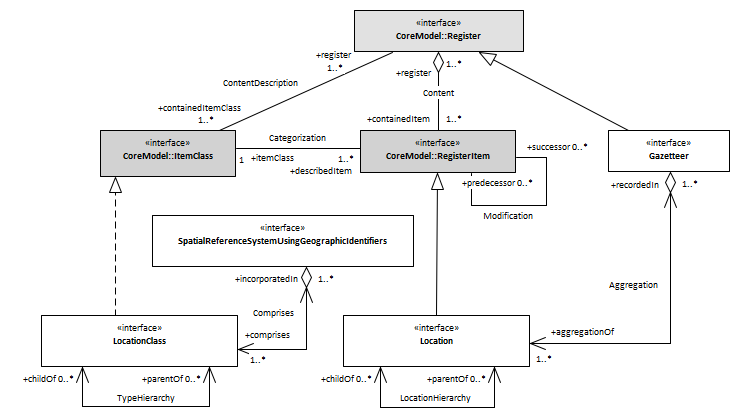 «interface»
CoreModel::Register
+register
1..*
+register
1..*
ContentDescription
Content
+containedItemClass
1..*
+containedItem
1..*
«interface»
CoreModel::ItemClass
Categorization
1 +itemClass
1..*
+describedItem
«interface»
CoreModel::RegisterItem
+successor 0..*
+predecessor 0..*
Modification
«interface»
Gazetteer
+recordedIn
1..*
«interface»
SpatialReferenceSystemUsingGeographicIdentifiers
+incorporatedIn
1..*
Aggregation
Comprises
+comprises
1..*
+aggregationOf
1..*
«interface»
LocationClass
«interface»
Location
+childOf 0..*
+parentOf 0..*
TypeHierarchy
+childOf 0..*
+parentOf 0..*
LocationHierarchy